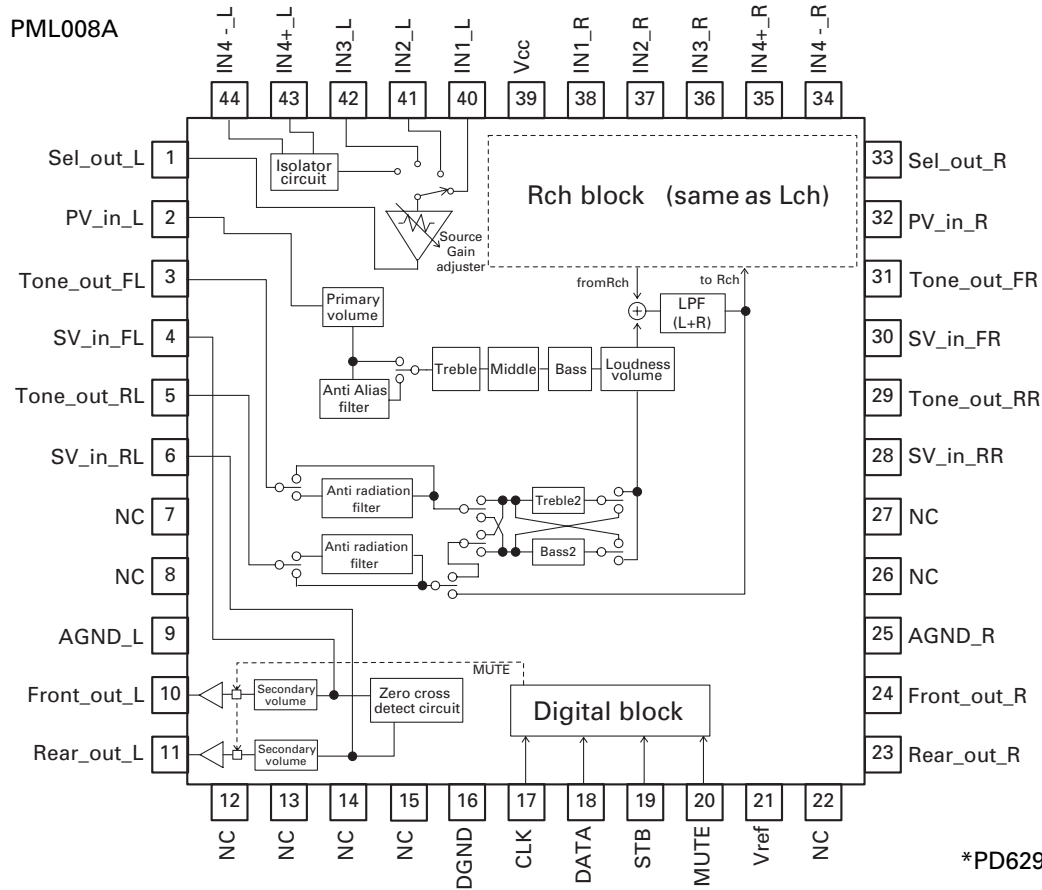 PML008A
IN4 -_L
IN4+_L
IN3_L
IN2_L
IN1_L
Vcc
IN1_R
IN2_R
IN3_R
IN4+_R
IN4 -_R
44
43
42
41
40
39
38
37
36
35
34
Sel_out_L
1
PV_in_L
2
Tone_out_FL
3
SV_in_FL
4
Tone_out_RL
5
SV_in_RL
6
NC
7
NC
8
AGND_L
9
Front_out_L
10
Rear_out_L
11
Isolator
circuit
Source
Gain
adjuster
Rch block (same as Lch)
fromRch
to Rch
LPF
(L+R)
Primary
volume
Anti Alias
filter
Treble
Middle
Bass
Loudness
volume
Anti radiation
filter
Anti radiation
filter
Treble2
Bass2
MUTE
Secondary
volume
Zero cross
detect circuit
Secondary
volume
Digital block
33
Sel_out_R
32
PV_in_R
31
Tone_out_FR
30
SV_in_FR
29
Tone_out_RR
28
SV_in_RR
27
NC
26
NC
25
AGND_R
24
Front_out_R
23
Rear_out_R
12
13
14
15
16
17
18
19
20
21
22
NC
NC
NC
NC
DGND
CLK
DATA
STB
MUTE
Vref
NC
*PD629